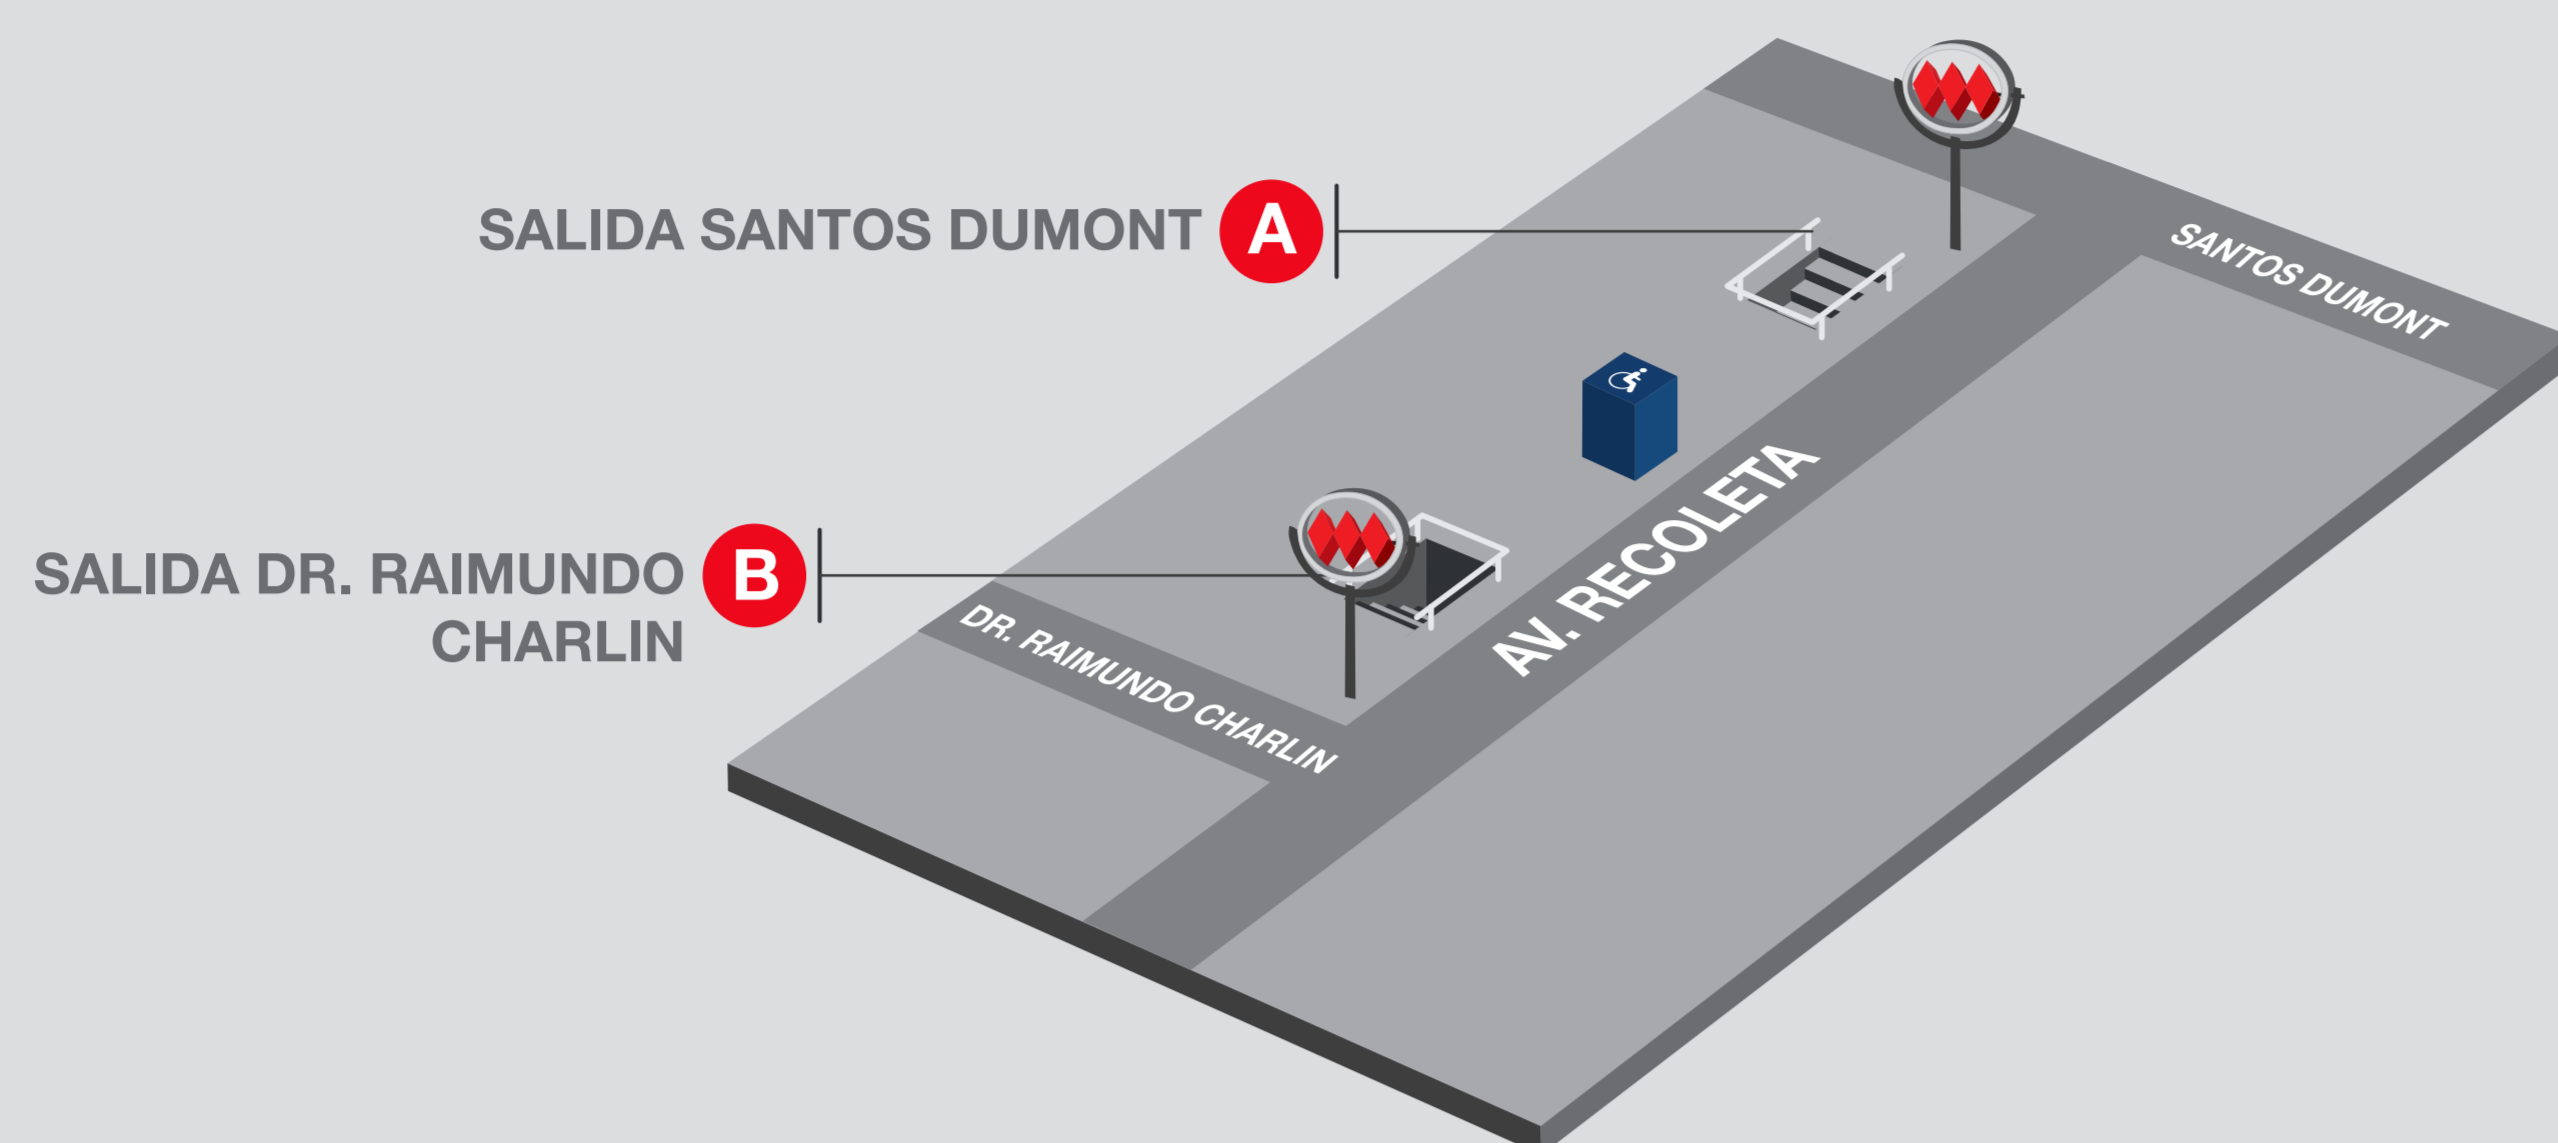 SALIDA SANTOS DUMONT A
SANTOS DUMONT
SALIDA DR. RAIMUNDO B
CHARLIN
DR. RAIMUNDO CHARLIN
AV. RECOLETA